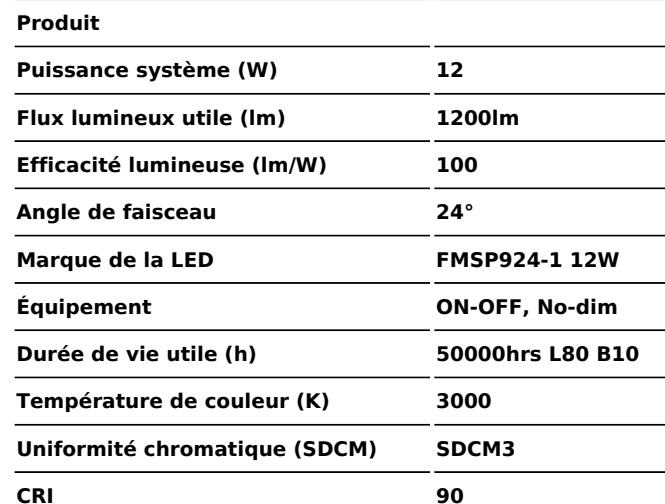 Produit
Puissance système (W) 12
Flux lumineux utile (lm) 1200lm
Efficacité lumineuse (lm/W) 100
Angle de faisceau 24°
Marque de la LED FMSP924-1 12W
Équipement ON-OFF, No-dim
Durée de vie utile (h) 50000hrs L80 B10
Température de couleur (K) 3000
Uniformité chromatique (SDCM) SDCM3
CRI 90